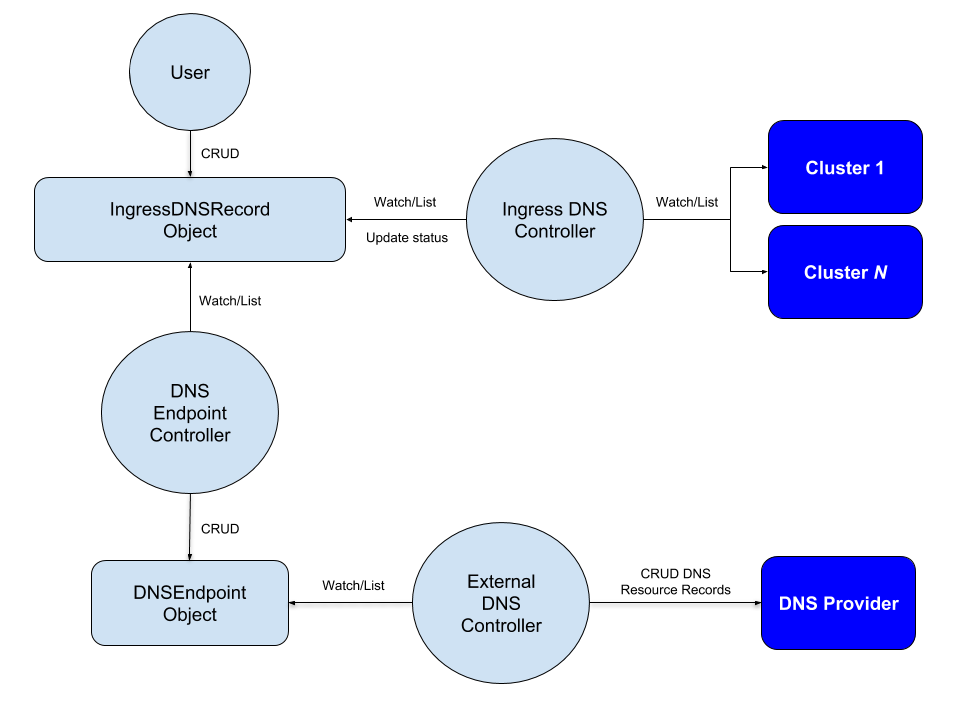 User
CRUD
IngressDNSRecord
Object
Watch/List
Update status
Ingress DNS
Controller
Watch/List
Cluster 1
Cluster N
Watch/List
DNS
Endpoint
Controller
CRUD
DNSEndpoint
Object
Watch/List
External
DNS
Controller
CRUD DNS
Resource Records
DNS Provider